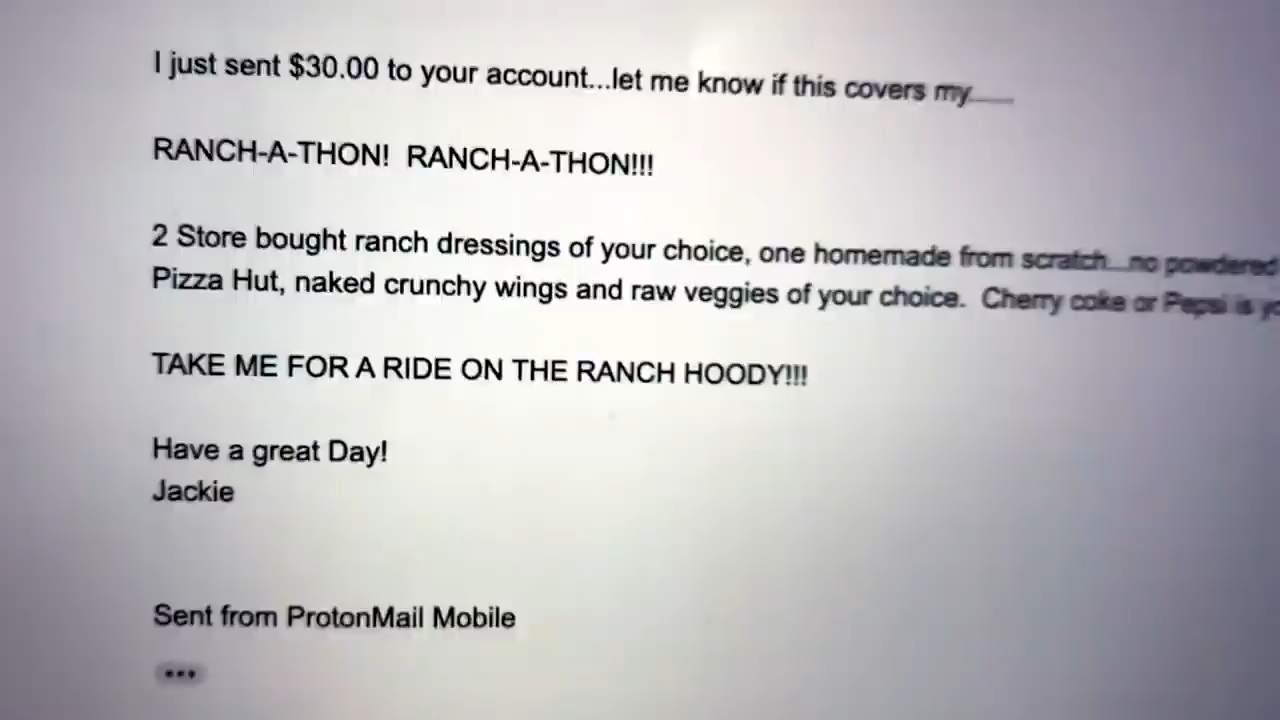 I just sent $30.00 to your account...let me know if this covers my......
RANCH-A-THON!  RANCH-A-THON!!!
2 Store bought ranch dressings of your choice, one homemade from scratch...no powdered
Pizza Hut, naked crunchy wings and raw veggies of your choice.  Cherry coke or Pepsi is
TAKE ME FOR A RIDE ON THE RANCH HOODY!!!
Have a great Day!
Jackie
Sent from ProtonMail Mobile
•••